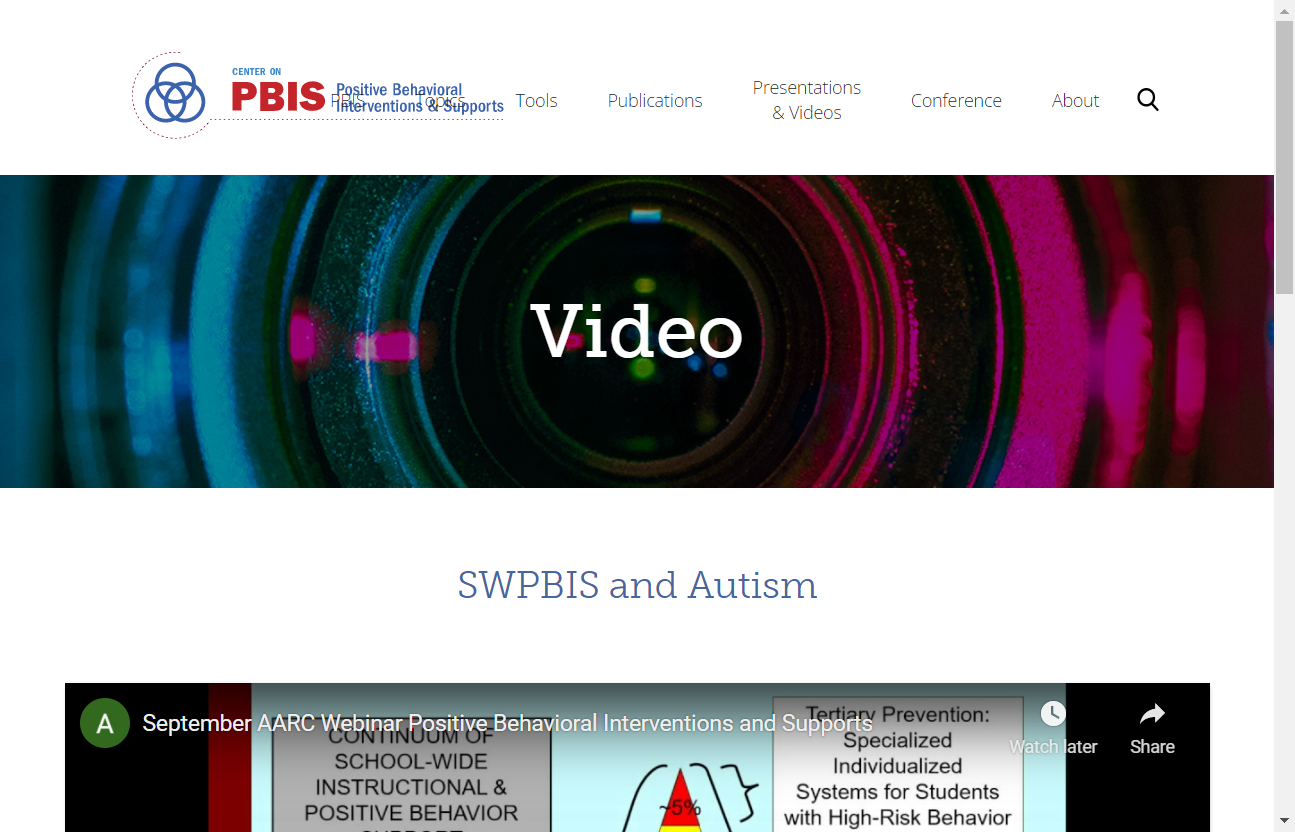 CENTER ON
PBIS
Positive Behavioral
Interventions & Supports
PBIS
Topics
Tools
Publications
Presentations
& Videos
Conference
About
Video
SWPBIS and Autism
A
September AARC Webinar Positive Behavioral Interventions and Supports
Watch later
Share
CONTINUUM OF
SCHOOL-WIDE
INSTRUCTIONAL &
POSITIVE BEHAVIOR
SUPPORT
~5%
Tertiary Prevention:
Specialized
Individualized
Systems for Students
with High-Risk Behavior